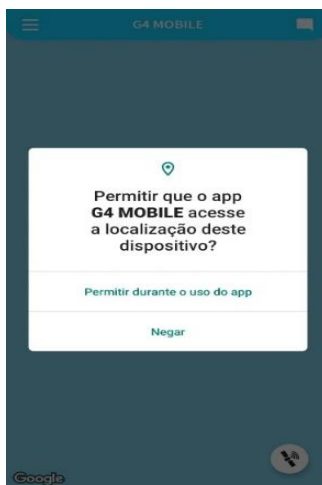 G4 MOBILE
Permitir que o app
G4 MOBILE acesse
a localização deste
dispositivo?
Permitir durante o uso do app
Negar
Google